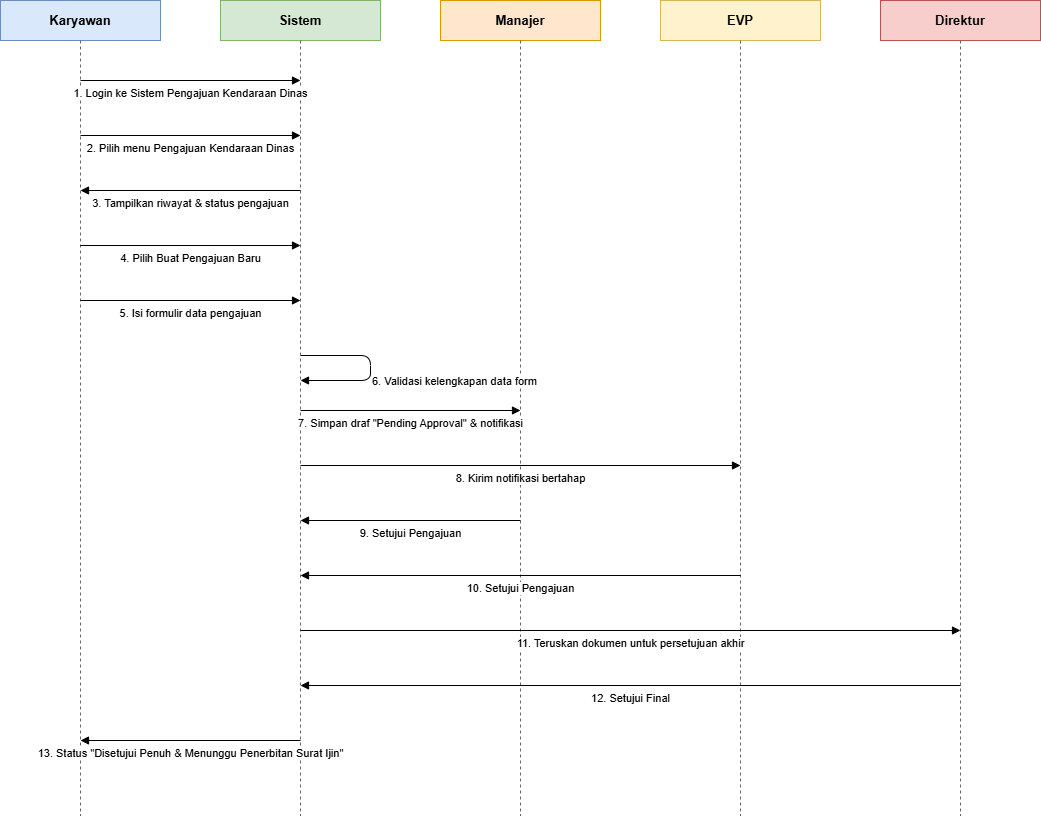 Karyawan
Sistem
Manajer
EVP
Direktur
1. Login ke Sistem Pengajuan Kendaraan Dinas
2. Pilih menu Pengajuan Kendaraan Dinas
3. Tampilkan riwayat & status pengajuan
4. Pilih Buat Pengajuan Baru
5. Isi formulir data pengajuan
6. Validasi kelengkapan data form
7. Simpan draf "Pending Approval" & notifikasi
8. Kirim notifikasi bertahap
9. Setujui Pengajuan
10. Setujui Pengajuan
11. Teruskan dokumen untuk persetujuan akhir
12. Setujui Final
13. Status "Disetujui Penuh & Menunggu Penerbitan Surat Ijin"